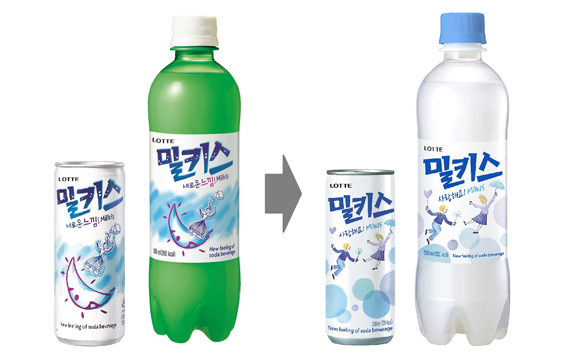 LOTTE
밀키스
새로운느낌! Milkis
New feeling of soda beverage
LOTTE
밀키스
새로운느낌! Milkis
New feeling of
soda beverage
LOTTE
밀키스
사랑해요! Milkis
New feeling of soda beverage
LOTTE
밀키스
사랑해요! Milkis
New feeling of soda beverage